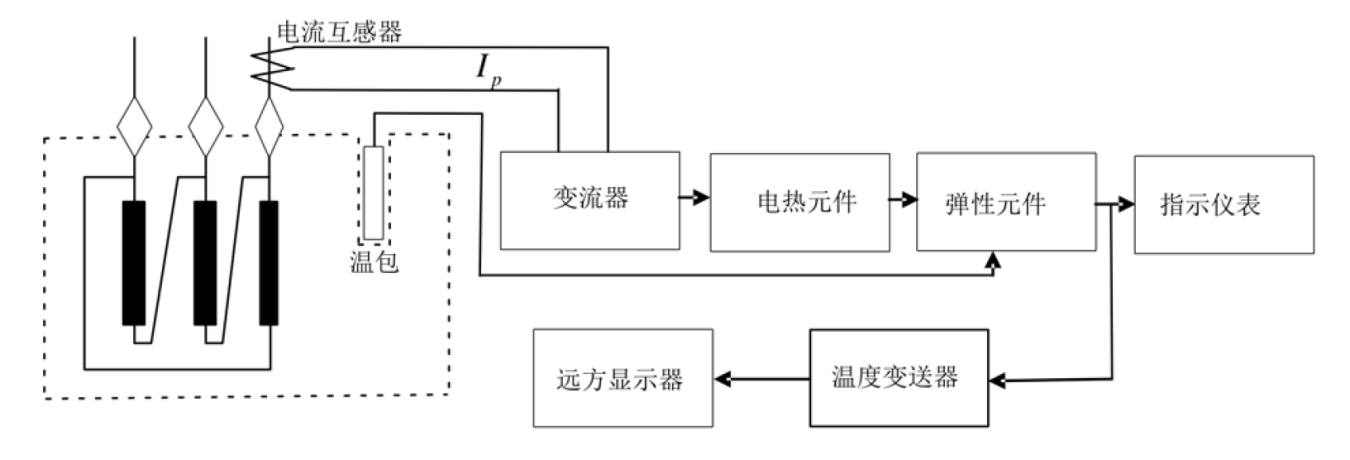 电流互感器
I_p
变流器
电热元件
弹性元件
指示仪表
温包
远方显示器
温度变送器